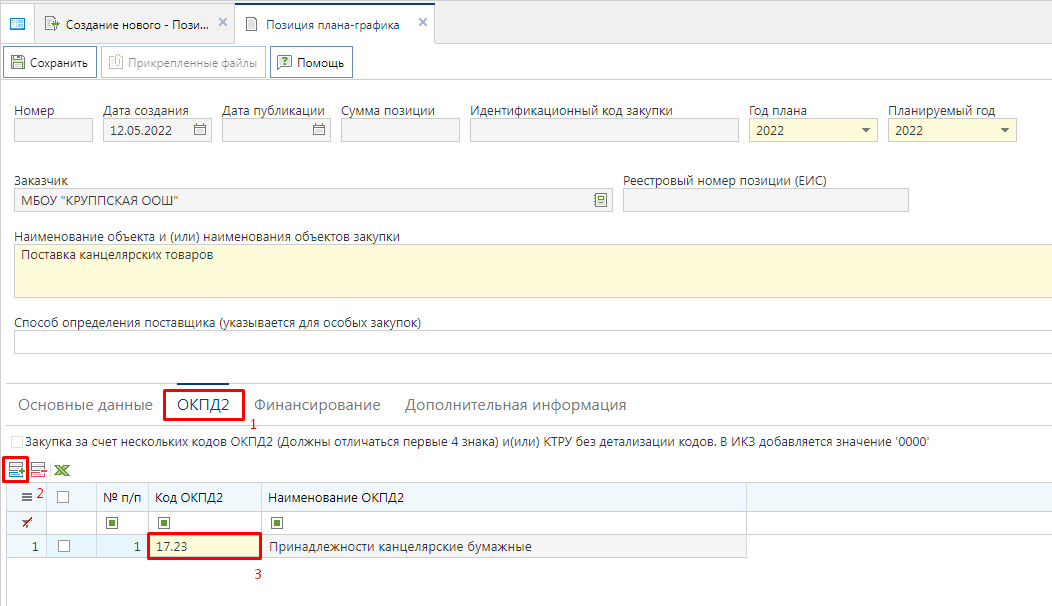 Создание нового - Пози... Позиция плана-графика
Сохранить Прикрепленные файлы Помощь
Номер Дата создания Дата публикации Сумма позиции Идентификационный код закупки Год плана Планируемый год
12.05.2022 2022 2022
Заказчик Реестровый номер позиции (ЕИС)
МБОУ "КРУППСКАЯ ООШ"
Наименование объекта и (или) наименования объектов закупки
Поставка канцелярских товаров
Способ определения поставщика (указывается для особых закупок)
Основные данные ОКПД2 Финансирование Дополнительная информация
1
Закупка за счет нескольких кодов ОКПД2 (Должны отличаться первые 4 знака) и(или) КТРУ без детализации кодов. В ИКЗ добавляется значение '0000'
2
№ п/п Код ОКПД2 Наименование ОКПД2
1 1 17.23 Принадлежности канцелярские бумажные
3